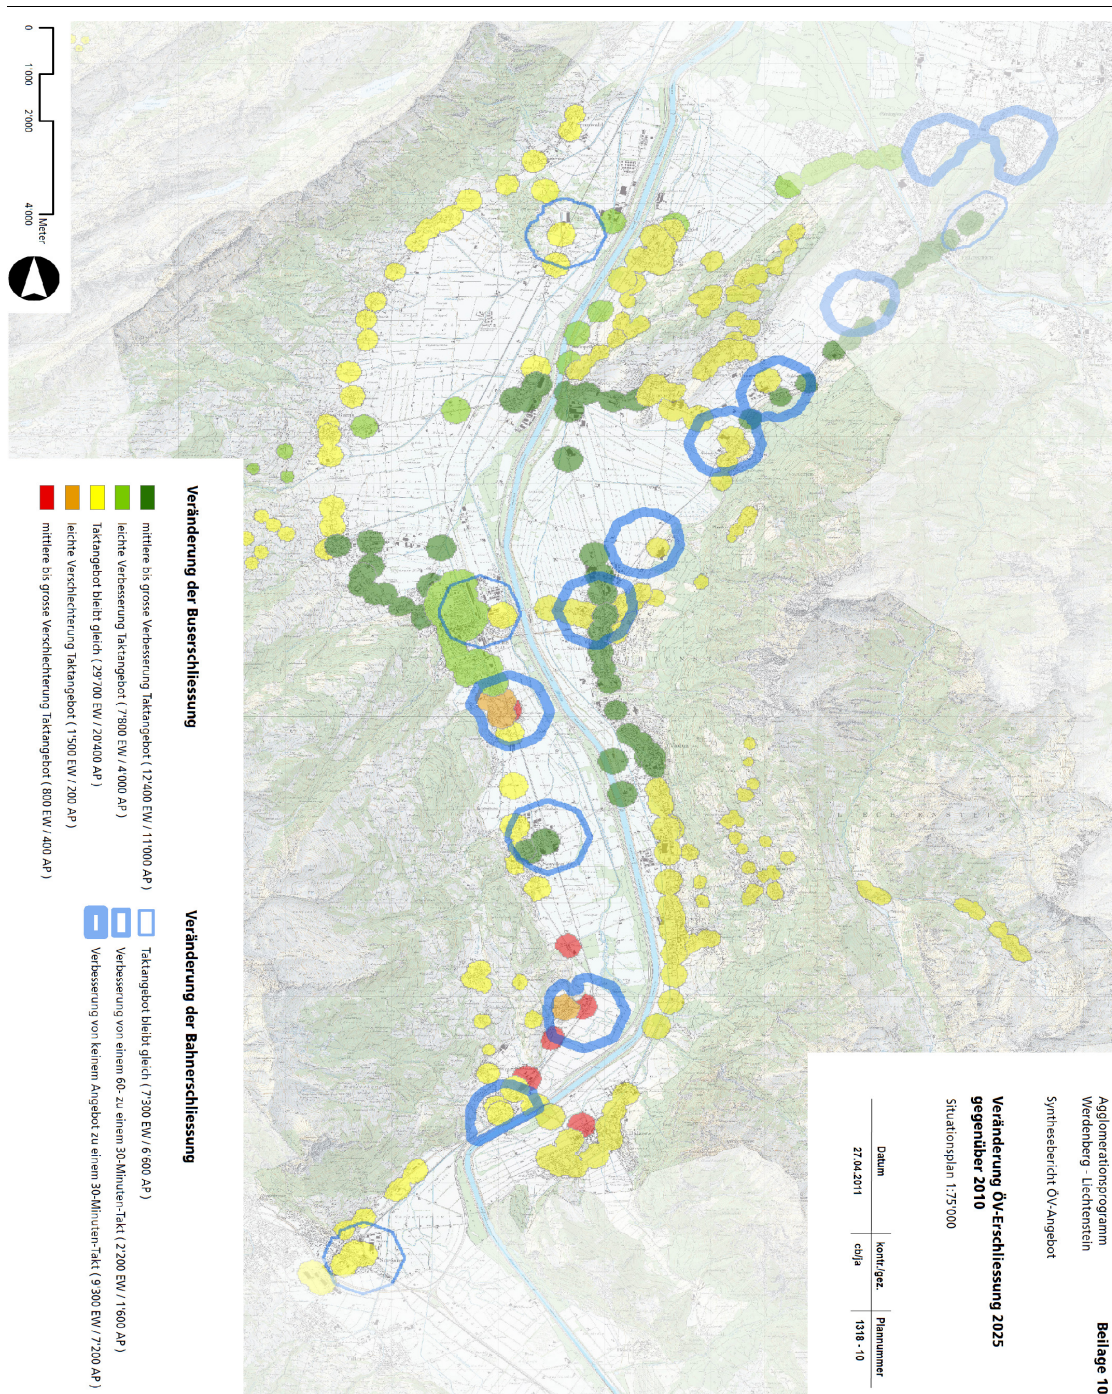 Agglomerationsprogramm
Werdenberg - Liechtenstein
Beilage 10
Synthesebericht ÖV-Angebot
Veränderung ÖV-Erschliessung 2025
gegenüber 2010
Situationsplan 1:75'000
Datum
kontr./gez.
Plannummer
27.04.2011
cb/ja
1318 - 10
Veränderung der Buserschliessung
mittlere bis grosse Verbesserung Taktangebot ( 12'400 EW / 11'000 AP )
leichte Verbesserung Taktangebot ( 7'800 EW / 4'000 AP )
Taktangebot bleibt gleich ( 29'700 EW / 20'400 AP )
leichte Verschlechterung Taktangebot ( 1'500 EW / 200 AP )
mittlere bis grosse Verschlechterung Taktangebot ( 800 EW / 400 AP )
Veränderung der Bahnerschliessung
Taktangebot bleibt gleich ( 7'300 EW / 6'600 AP )
Verbesserung von einem 60- zu einem 30-Minuten-Takt ( 2'200 EW / 1'600 AP )
Verbesserung von keinem Angebot zu einem 30-Minuten-Takt ( 9'300 EW / 7'200 AP )
0
1'000
2'000
4'000
Meter